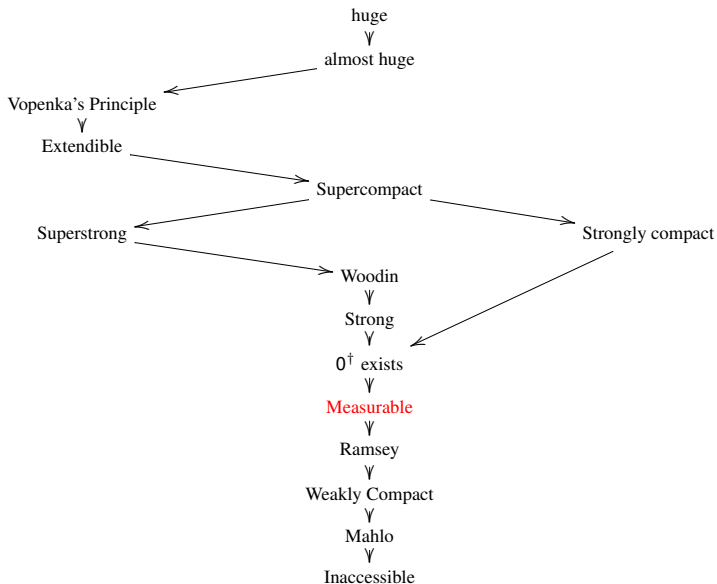 huge
almost huge
Vopenka's Principle
Extendible
Supercompact
Superstrong
Strongly compact
Woodin
Strong
0† exists
Measurable
Ramsey
Weakly Compact
Mahlo
Inaccessible